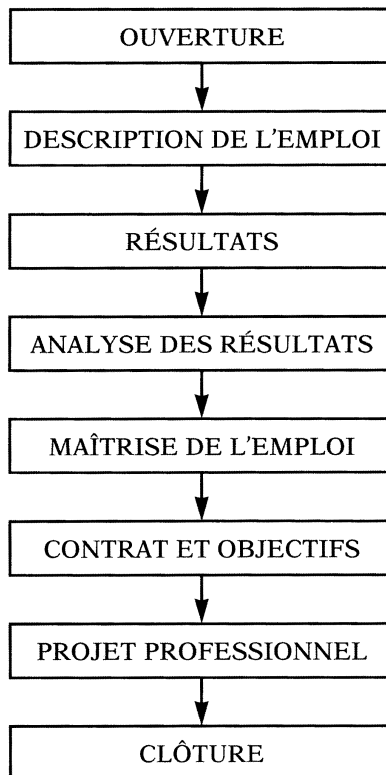 OUVERTURE
DESCRIPTION DE L'EMPLOI
RÉSULTATS
ANALYSE DES RÉSULTATS
MAÎTRISE DE L'EMPLOI
CONTRAT ET OBJECTIFS
PROJET PROFESSIONNEL
CLÔTURE